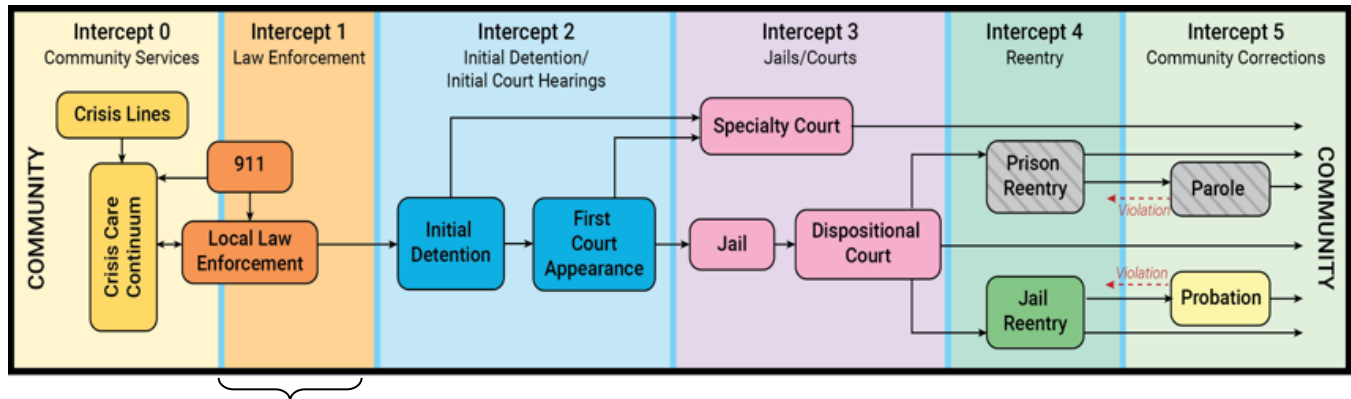 Intercept 0
Community Services
Intercept 1
Law Enforcement
Intercept 2
Initial Detention/
Initial Court Hearings
Intercept 3
Jails/Courts
Intercept 4
Reentry
Intercept 5
Community Corrections
COMMUNITY
Crisis Lines
Crisis Care
Continuum
911
Local Law
Enforcement
Initial
Detention
First
Court
Appearance
Specialty Court
Jail
Dispositional
Court
Prison
Reentry
Violation
Parole
Jail
Reentry
Violation
Probation
COMMUNITY